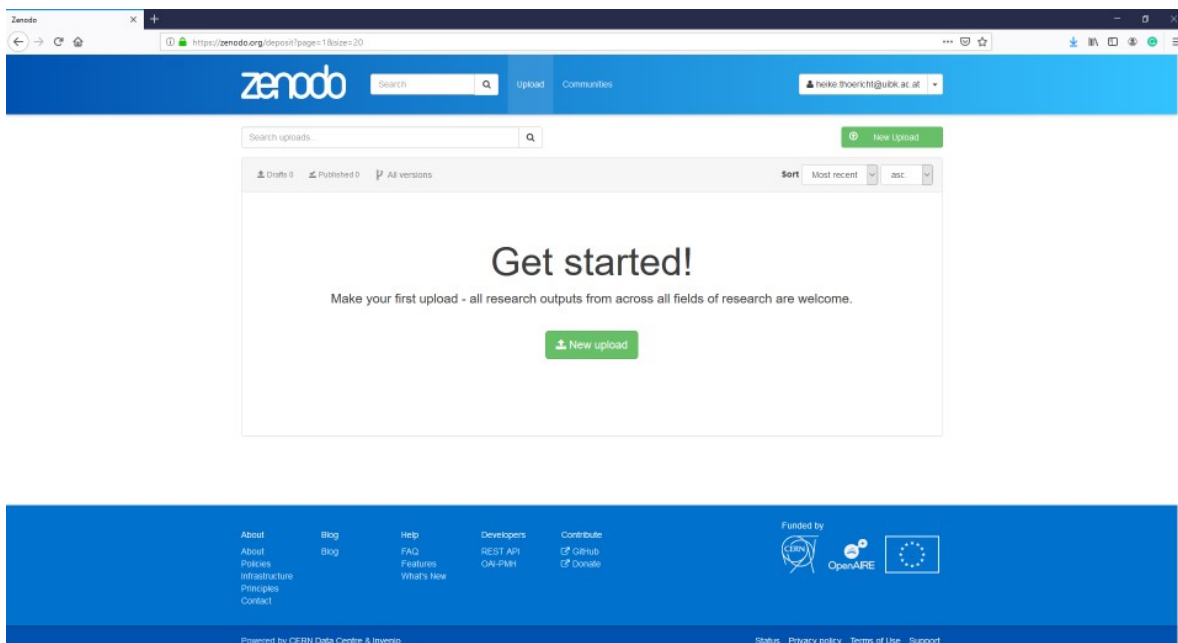 Zenodo
https://zenodo.org/deposit?page=1&size=20
zenodo
Search
Upload
Communities
heike.thoericht@uibk.ac.at
Search uploads...
New Upload
Drafts 0
Published 0
All versions
Sort
Most recent
asc.
Get started!
Make your first upload - all research outputs from across all fields of research are welcome.
New upload
About
About
Policies
Infrastructure
Principles
Contact
Blog
Blog
Help
FAQ
Features
What's New
Developers
REST API
OAI-PMH
Contribute
GitHub
Donate
Funded by
CERN
OpenAIRE
Powered by CERN Data Centre & Invenio
Status Privacy policy Terms of Use Support